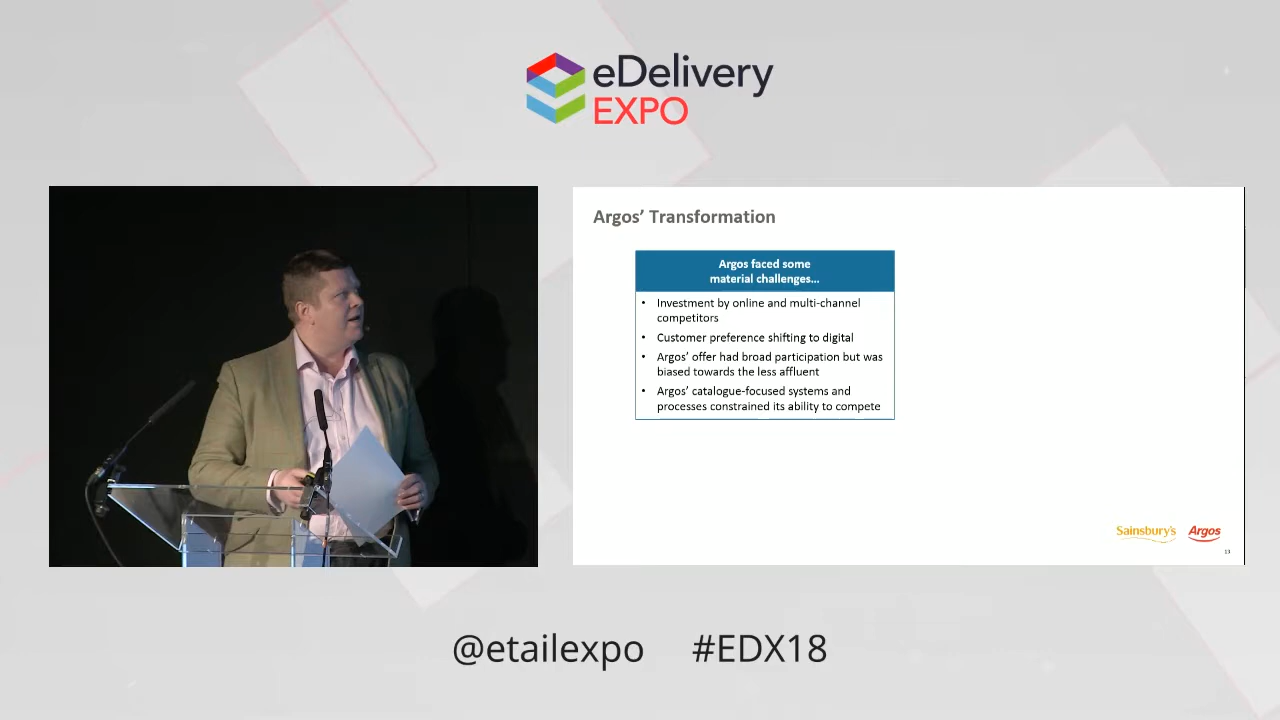 eDelivery
EXPO
Argos' Transformation
Argos faced some
material challenges...
• Investment by online and multi-channel
competitors
• Customer preference shifting to digital
• Argos' offer had broad participation but was
biased towards the less affluent
• Argos' catalogue-focused systems and
processes constrained its ability to compete
Sainsbury's Argos
13
@etailexpo #EDX18